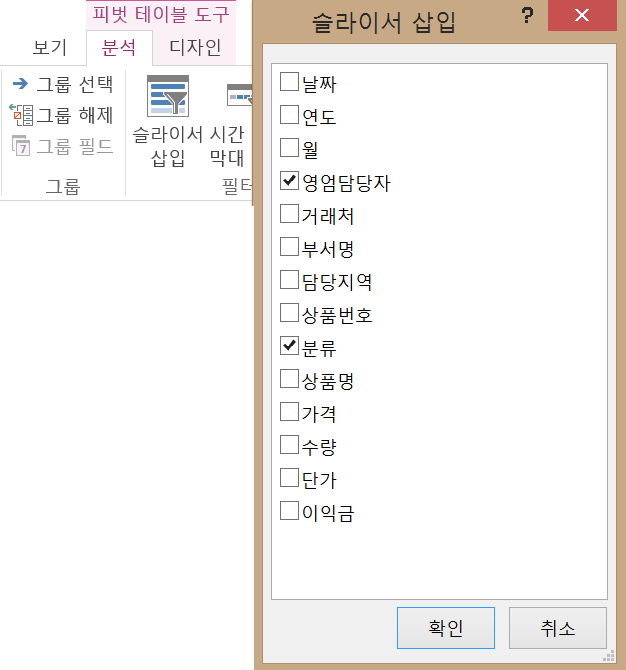 피벗 테이블 도구
보기 분석 디자인
그룹 선택
그룹 해제
7 그룹 필드
그룹
슬라이서 삽입
시간 막대
필터
슬라이서 삽입 ?
날짜
연도
월
영엄담당자
거래처
부서명
담당지역
상품번호
분류
상품명
가격
수량
단가
이익금
확인 취소